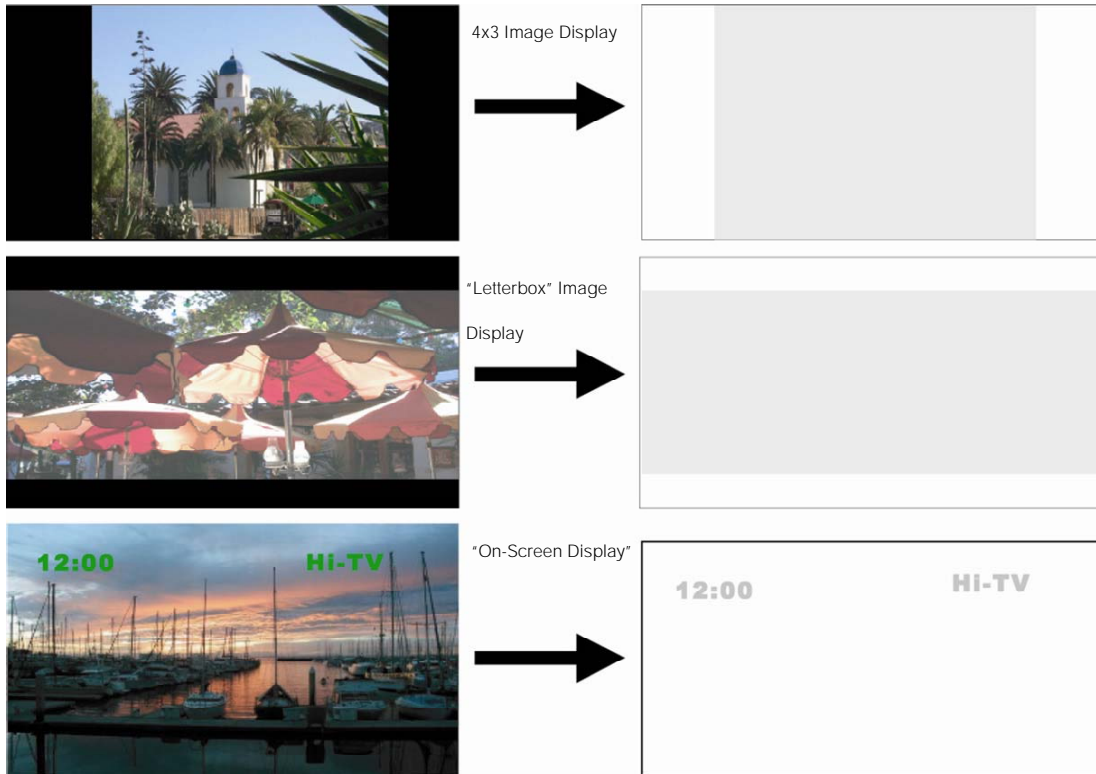 4x3 Image Display
“Letterbox” Image
Display
“On-Screen Display”
12:00 Hi-TV
12:00 Hi-TV